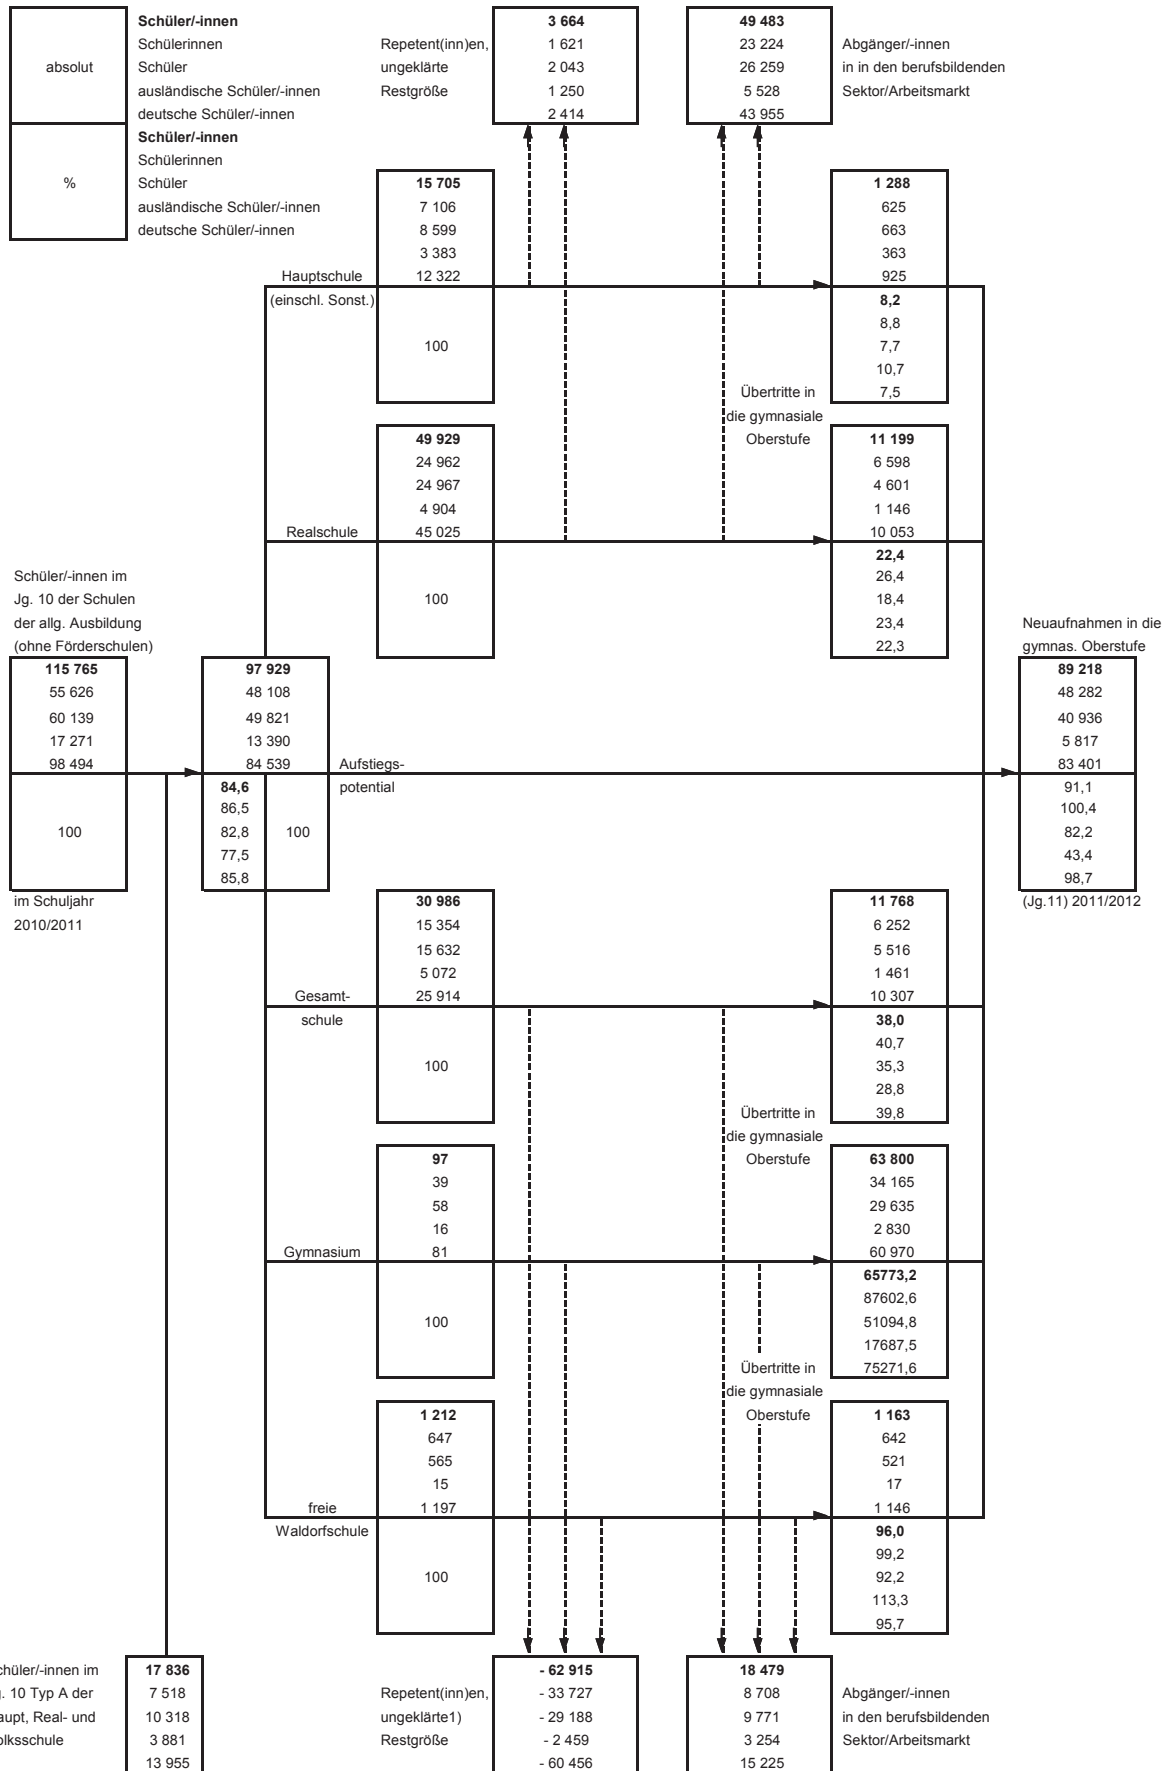 absolut
Schüler/-innen
Schülerinnen
Schüler
ausländische Schüler/-innen
deutsche Schüler/-innen
%
Schüler/-innen
Schülerinnen
Schüler
ausländische Schüler/-innen
deutsche Schüler/-innen
Repetent(inn)en,
ungeklärte
Restgröße
3 664
1 621
2 043
1 250
2 414
49 483
23 224
26 259
5 528
43 955
Abgänger/-innen
in in den berufsbildenden
Sektor/Arbeitsmarkt
Hauptschule
(einschl. Sonst.)
15 705
7 106
8 599
3 383
12 322
100
1 288
625
663
363
925
8,2
8,8
7,7
10,7
7,5
Übertritte in
die gymnasiale
Oberstufe
Realschule
49 929
24 962
24 967
4 904
45 025
100
11 199
6 598
4 601
1 146
10 053
22,4
26,4
18,4
23,4
22,3
Schüler/-innen im
Jg. 10 der Schulen
der allg. Ausbildung
(ohne Förderschulen)
115 765
55 626
60 139
17 271
98 494
100
im Schuljahr
2010/2011
97 929
48 108
49 821
13 390
84 539
84,6
86,5
82,8
77,5
85,8
100
Aufstiegs-
potential
Neuaufnahmen in die
gymnas. Oberstufe
89 218
48 282
40 936
5 817
83 401
91,1
100,4
82,2
43,4
98,7
(Jg.11) 2011/2012
Gesamt-
schule
30 986
15 354
15 632
5 072
25 914
100
11 768
6 252
5 516
1 461
10 307
38,0
40,7
35,3
28,8
39,8
Übertritte in
die gymnasiale
Oberstufe
Gymnasium
97
39
58
16
81
100
63 800
34 165
29 635
2 830
60 970
65773,2
87602,6
51094,8
17687,5
75271,6
Übertritte in
die gymnasiale
Oberstufe
freie
Waldorfschule
1 212
647
565
15
1 197
100
1 163
642
521
17
1 146
96,0
99,2
92,2
113,3
95,7
chüler/-innen im
g. 10 Typ A der
aupt, Real- und
olksschule
17 836
7 518
10 318
3 881
13 955
Repetent(inn)en,
ungeklärte1)
Restgröße
- 62 915
- 33 727
- 29 188
- 2 459
- 60 456
18 479
8 708
9 771
3 254
15 225
Abgänger/-innen
in den berufsbildenden
Sektor/Arbeitsmarkt